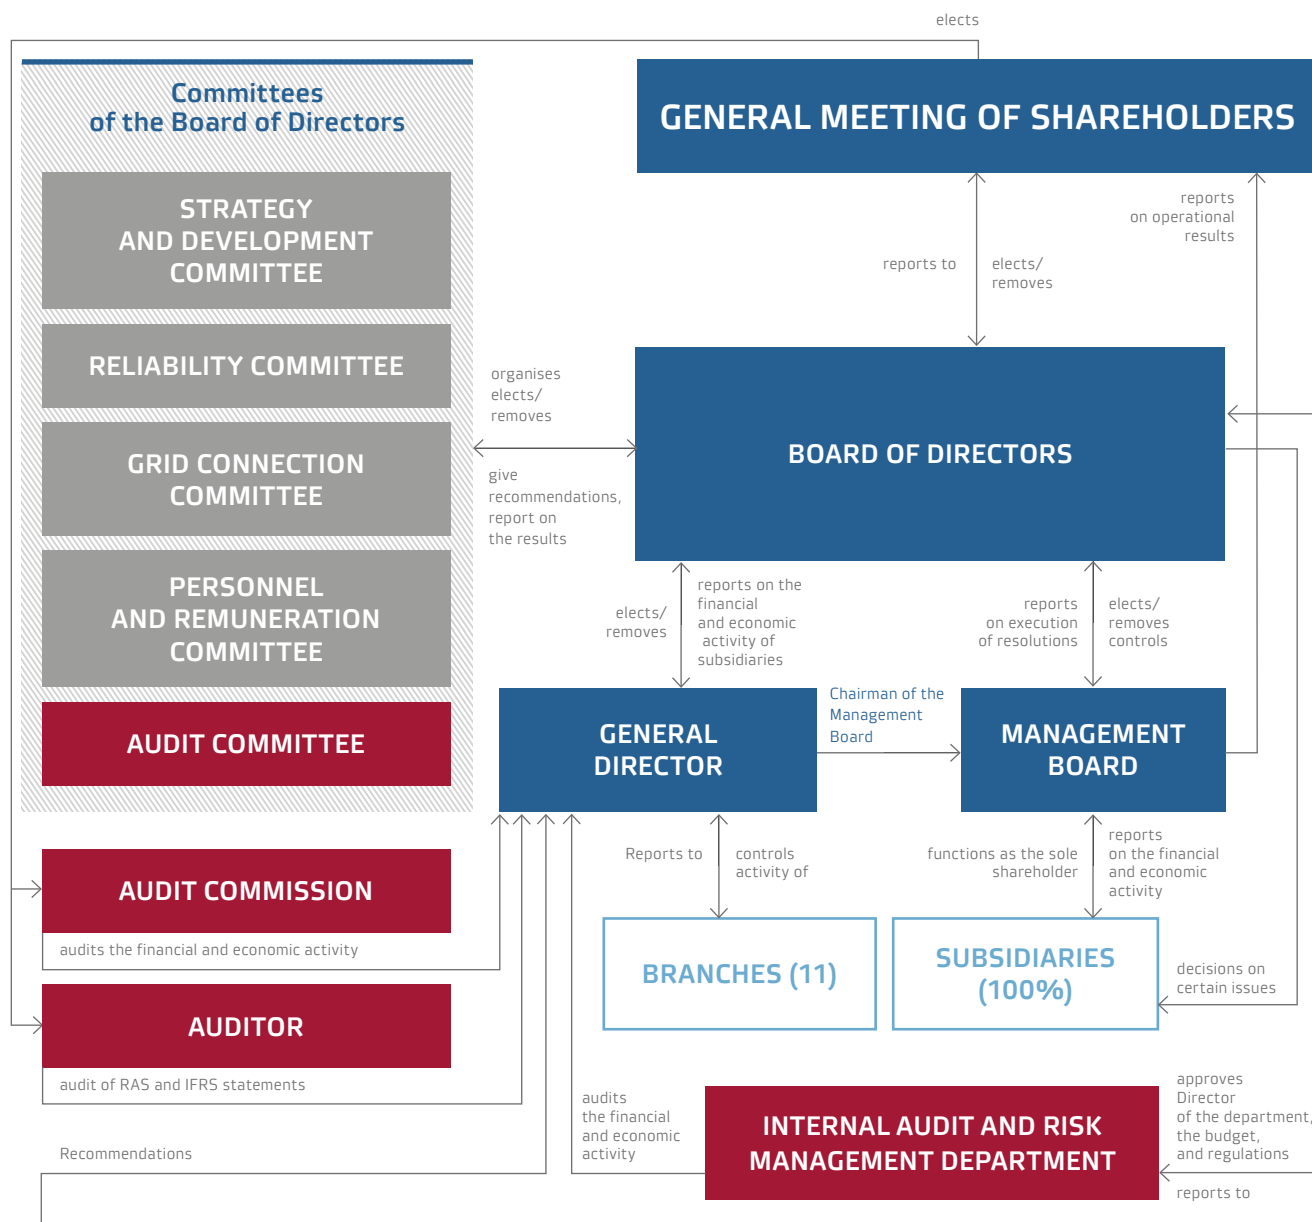 elects
Committees
of the Board of Directors
GENERAL MEETING OF SHAREHOLDERS
STRATEGY
AND DEVELOPMENT
COMMITTEE
RELIABILITY COMMITTEE
GRID CONNECTION
COMMITTEE
PERSONNEL
AND REMUNERATION
COMMITTEE
AUDIT COMMITTEE
reports
on operational
results
reports to
elects/
removes
organises
elects/
removes
give
recommendations,
report on
the results
BOARD OF DIRECTORS
elects/
removes
reports on the
financial
and economic
activity of
subsidiaries
reports
on execution
of resolutions
elects/
removes
controls
GENERAL
DIRECTOR
Chairman of the
Management
Board
MANAGEMENT
BOARD
AUDIT COMMISSION
audits the financial and economic activity
Reports to
controls
activity of
functions as the sole
shareholder
reports
on the financial
and economic
activity
BRANCHES (11)
SUBSIDIARIES
(100%)
decisions on
certain issues
AUDITOR
audit of RAS and IFRS statements
Recommendations
audits
the financial
and economic
activity
INTERNAL AUDIT AND RISK
MANAGEMENT DEPARTMENT
approves
Director
of the department,
the budget,
and regulations
reports to